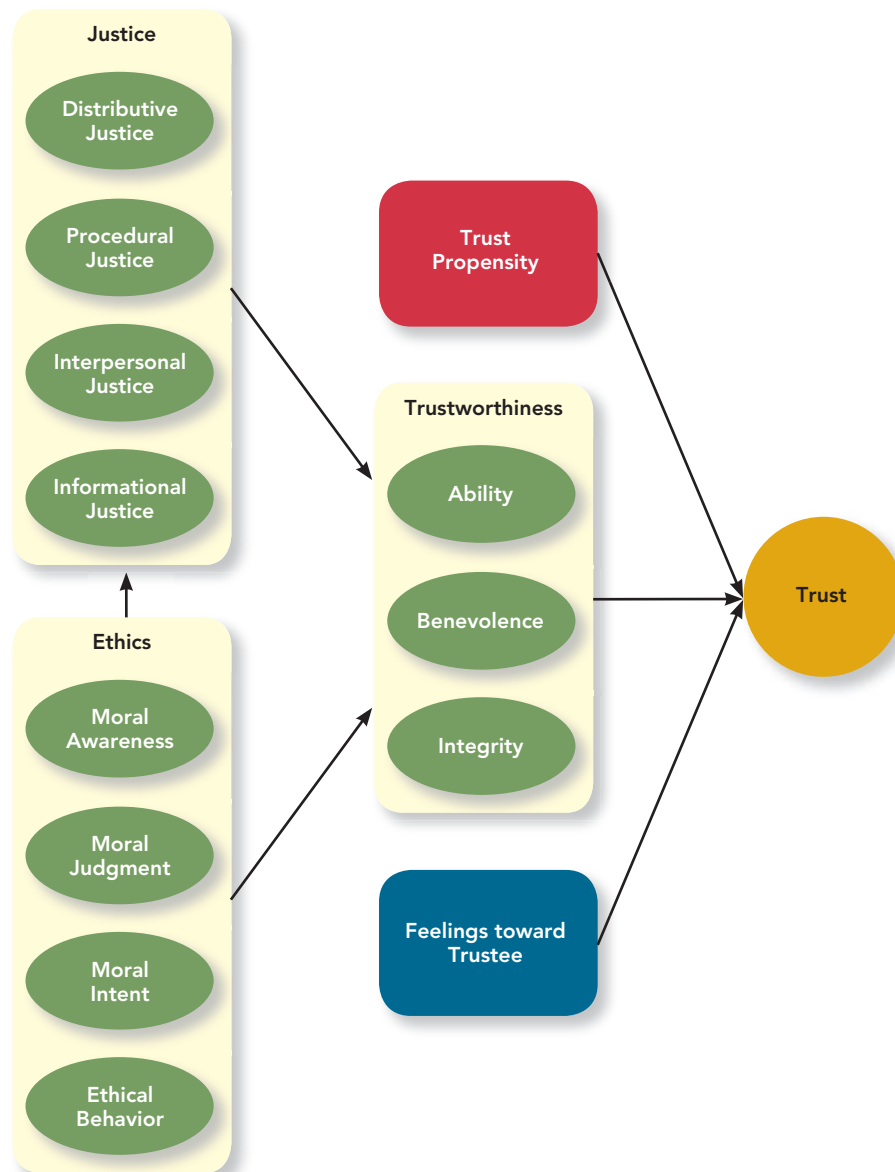 Justice
Distributive
Justice
Procedural
Justice
Interpersonal
Justice
Informational
Justice
Ethics
Moral
Awareness
Moral
Judgment
Moral
Intent
Ethical
Behavior
Trust
Propensity
Trustworthiness
Ability
Benevolence
Integrity
Feelings toward
Trustee
Trust